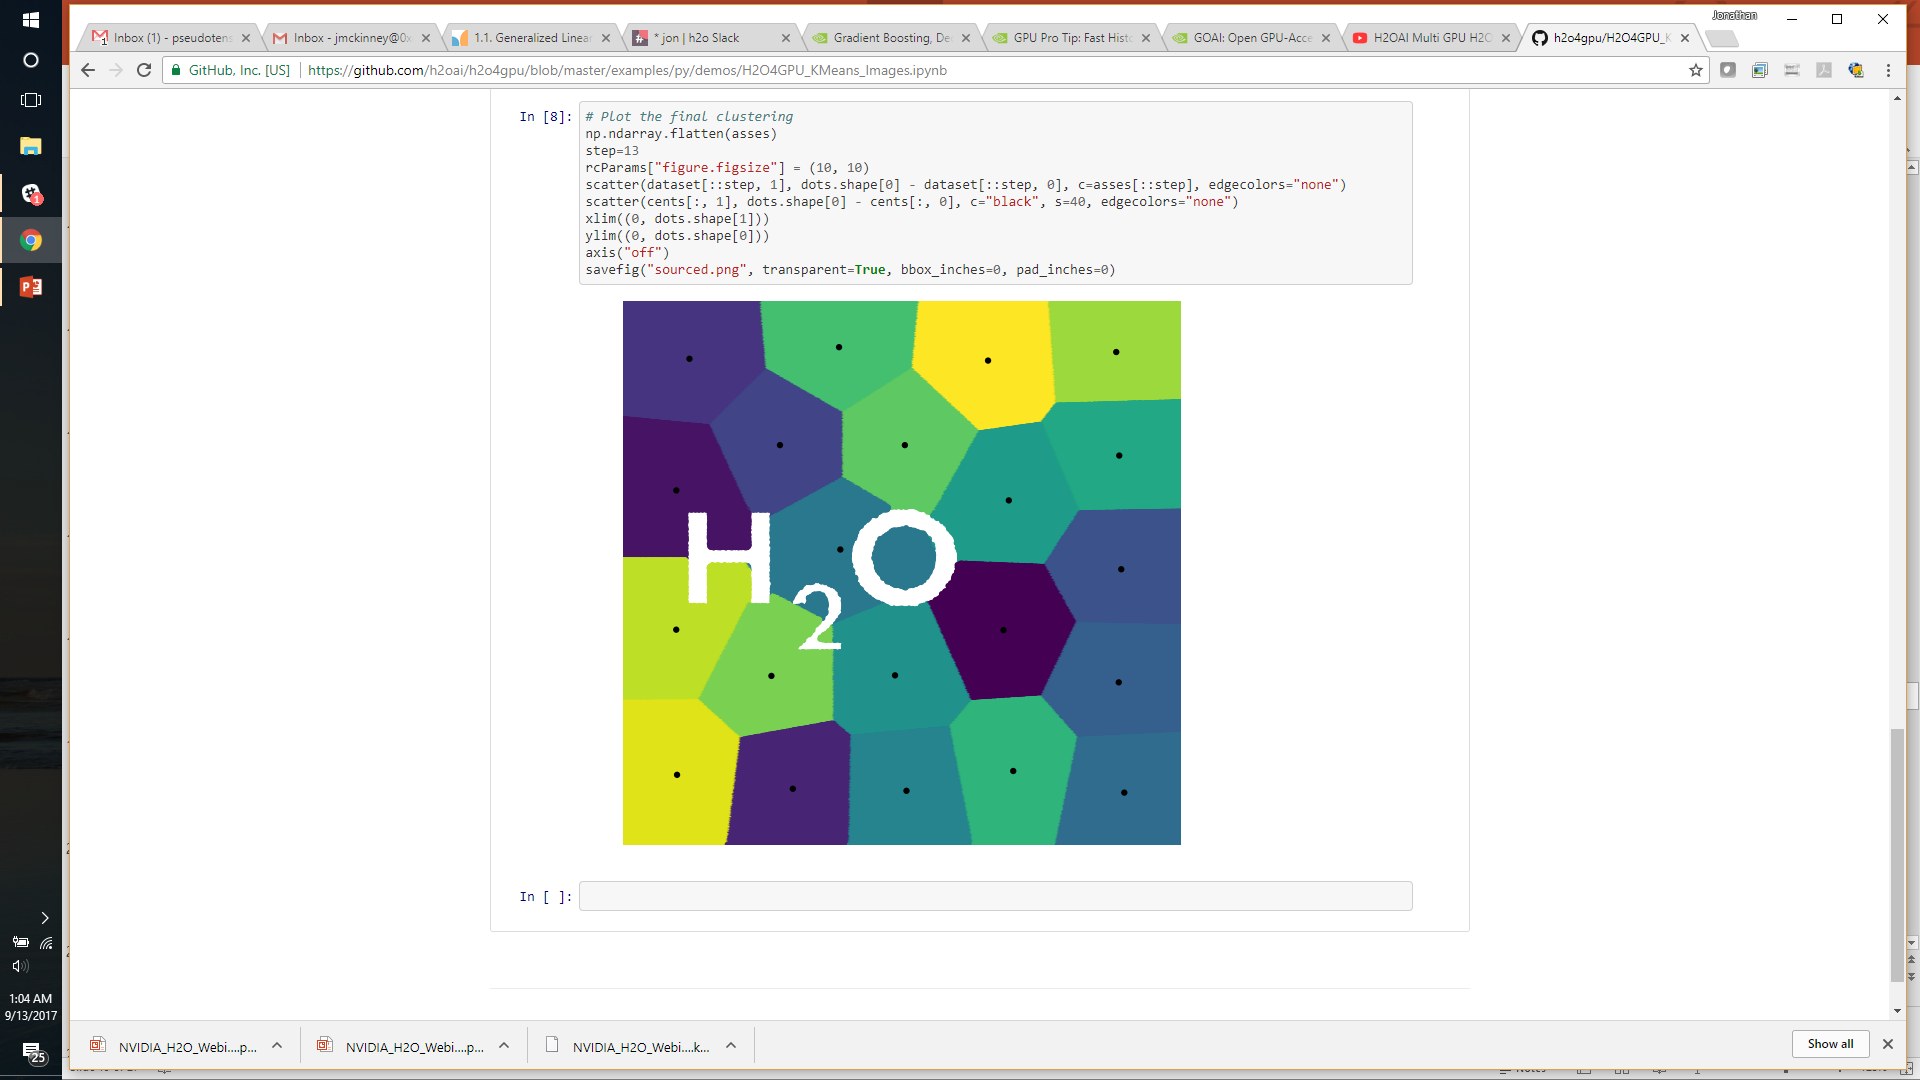 Jonathan
Inbox (1) - pseudoten
Inbox - jmckinney@0x
1.1. Generalized Linea
* jon | h2o Slack
Gradient Boosting, De
GPU Pro Tip: Fast Hist
GOAI: Open GPU-Acce
H2OAI Multi GPU H2O
h2o4gpu/H2O4GPU_K
GitHub, Inc. [US] | https://github.com/h2oai/h2o4gpu/blob/master/examples/py/demos/H2O4GPU_KMeans_Images.ipynb
In [8]:
# Plot the final clustering
np.ndarray.flatten(asses)
step=13
rcParams["figure.figsize"] = (10, 10)
scatter(dataset[::step, 1], dots.shape[0] - dataset[::step, 0], c=asses[::step], edgecolors="none")
scatter(cents[:, 1], dots.shape[0] - cents[:, 0], c="black", s=40, edgecolors="none")
xlim((0, dots.shape[1]))
ylim((0, dots.shape[0]))
axis("off")
savefig("sourced.png", transparent=True, bbox_inches=0, pad_inches=0)
H2O
In [ ]:
1:04 AM
9/13/2017
25
NVIDIA_H2O_Webi....p...
NVIDIA_H2O_Webi....p...
NVIDIA_H2O_Webi....k...
Show all